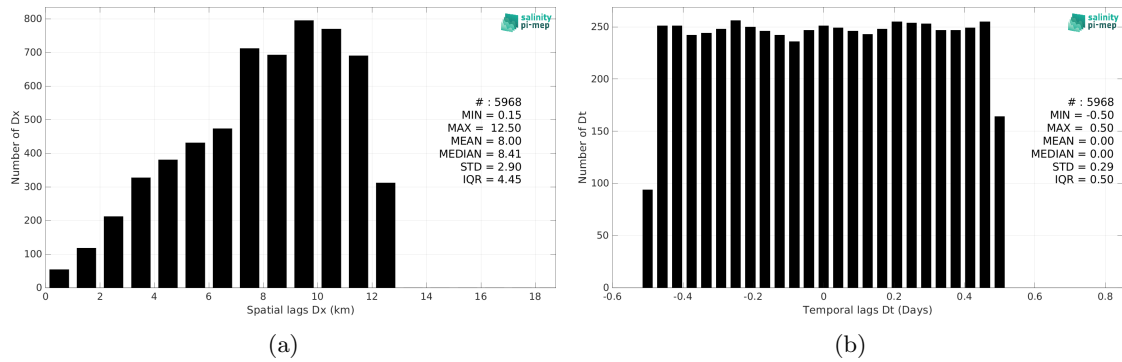 800
700
600
500
400
300
200
100
0
Number of Dx
0 2 4 6 8 10 12 14 16 18
Spatial lags Dx (km)
salinity
pi-mep
# : 5968
MIN = 0.15
MAX = 12.50
MEAN = 8.00
MEDIAN = 8.41
STD = 2.90
IQR = 4.45
(a)
250
200
150
100
50
0
Number of Dt
-0.6 -0.4 -0.2 0 0.2 0.4 0.6 0.8
Temporal lags Dt (Days)
salinity
pi-mep
# : 5968
MIN = -0.50
MAX = 0.50
MEAN = 0.00
MEDIAN = 0.00
STD = 0.29
IQR = 0.50
(b)